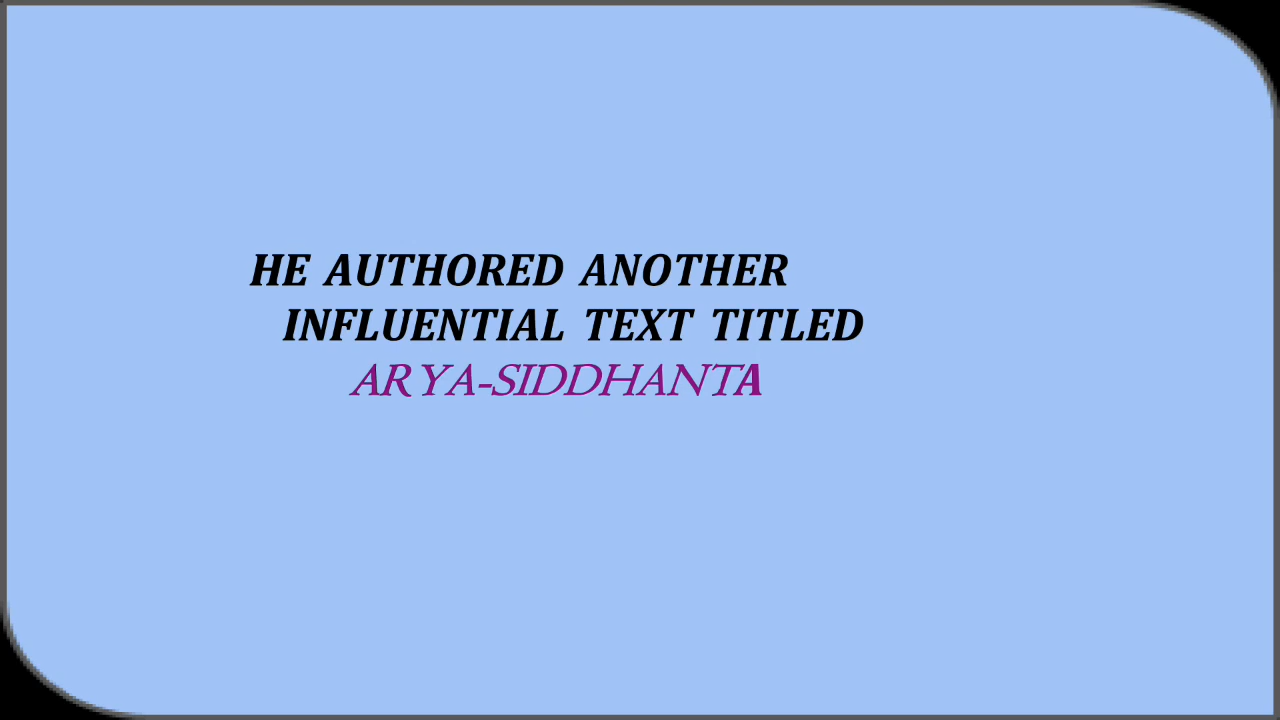 HE AUTHORED ANOTHER
INFLUENTIAL TEXT TITLED
ARYA-SIDDHANTA